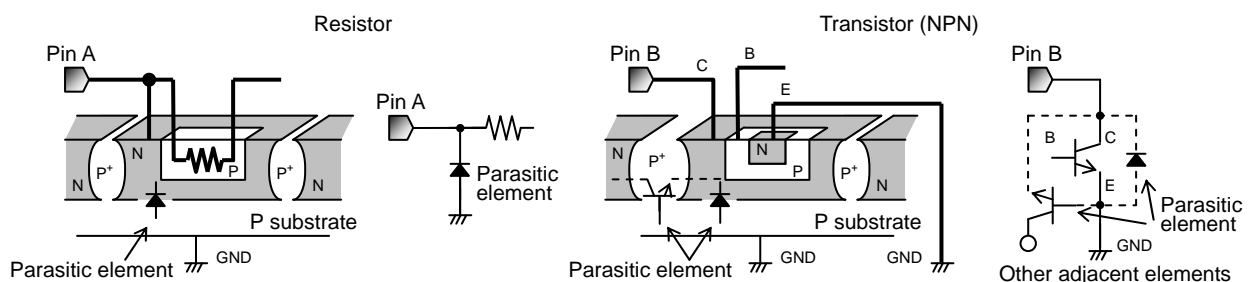 Resistor
Transistor (NPN)
Pin A
Pin B
C
B
E
Pin B
Pin A
N
P
P+
N
P+
N
Parasitic
element
P substrate
GND
Parasitic element
N
P
P+
N
P+
N
P substrate
GND
GND
Parasitic element
B
C
E
Parasitic
element
GND
Other adjacent elements